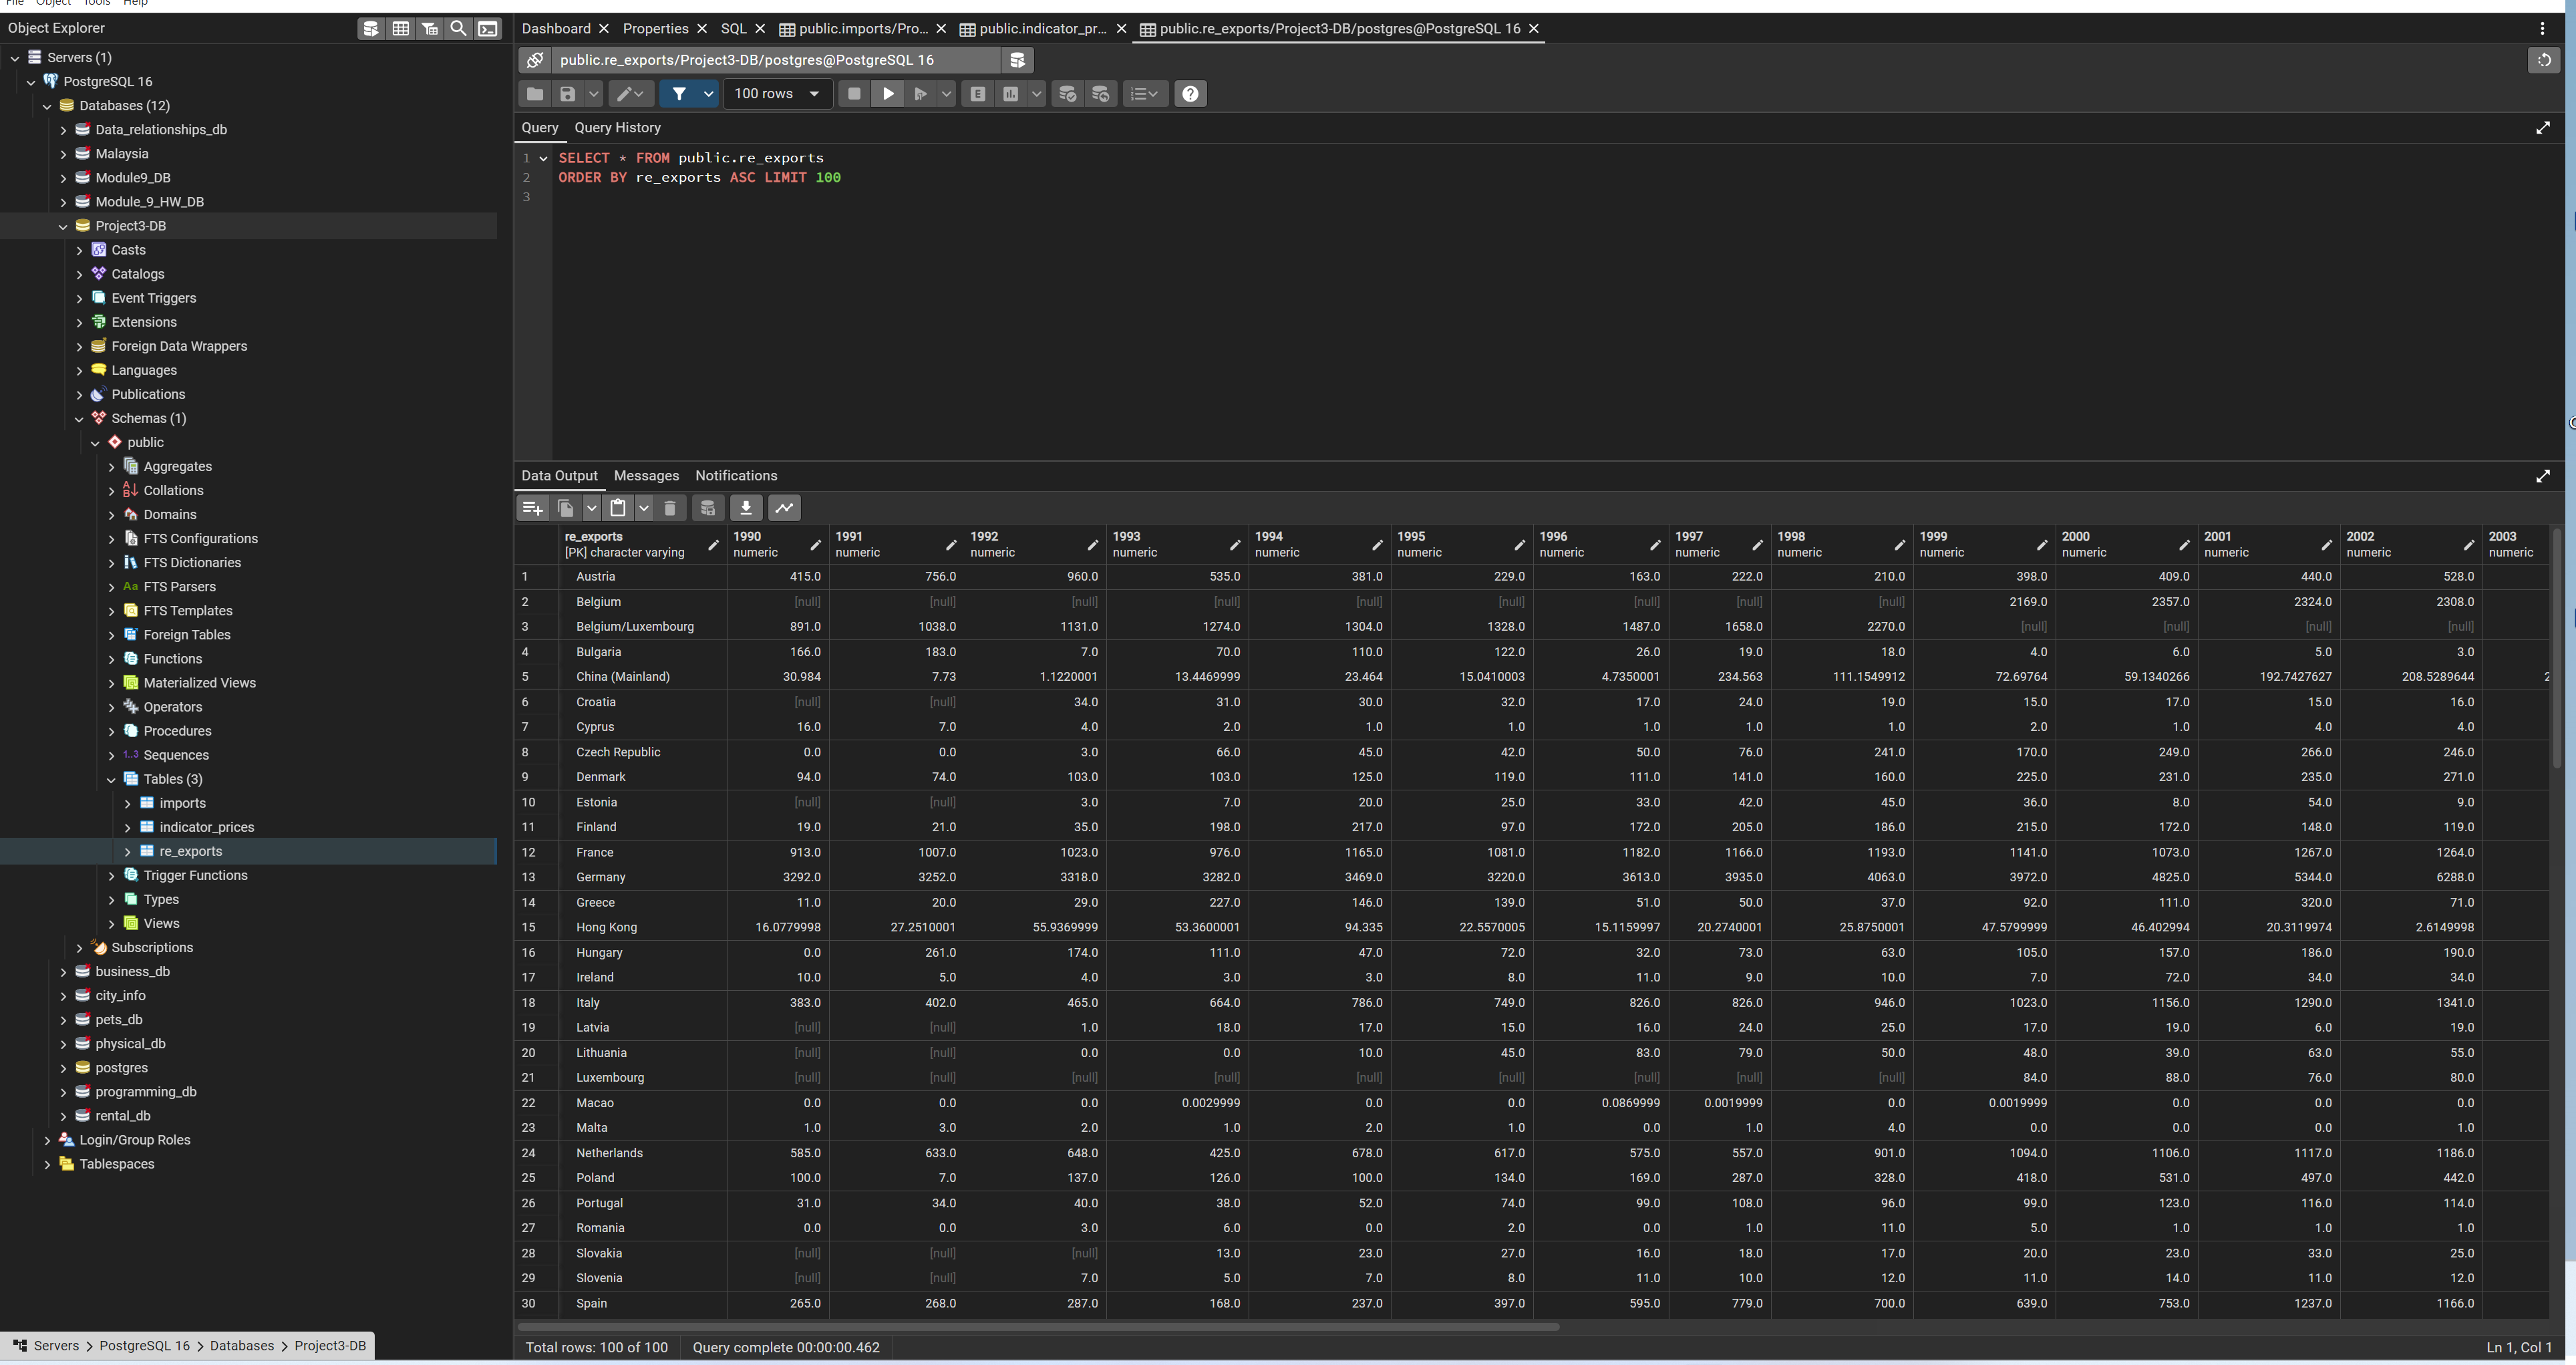 File Object Tools Help
Object Explorer
Servers (1)
PostgreSQL 16
Databases (12)
Data_relationships_db
Malaysia
Module9_DB
Module_9_HW_DB
Project3-DB
Casts
Catalogs
Event Triggers
Extensions
Foreign Data Wrappers
Languages
Publications
Schemas (1)
public
Aggregates
Collations
Domains
FTS Configurations
FTS Dictionaries
Aa FTS Parsers
FTS Templates
Foreign Tables
Functions
Materialized Views
Operators
Procedures
1..3 Sequences
Tables (3)
imports
indicator_prices
re_exports
Trigger Functions
Types
Views
Subscriptions
business_db
city_info
pets_db
physical_db
postgres
programming_db
rental_db
Login/Group Roles
Tablespaces
Servers > PostgreSQL 16 > Databases > Project3-DB
Dashboard Properties SQL public.imports/Pro... public.indicator_pr... public.re_exports/Project3-DB/postgres@PostgreSQL 16
public.re_exports/Project3-DB/postgres@PostgreSQL 16
100 rows E
Query Query History
1 SELECT * FROM public.re_exports
2 ORDER BY re_exports ASC LIMIT 100
3
Data Output Messages Notifications
re_exports 1990 1991 1992 1993 1994 1995 1996 1997 1998 1999 2000 2001 2002 2003
[PK] character varying numeric numeric numeric numeric numeric numeric numeric numeric numeric numeric numeric numeric numeric numeric
1 Austria 415.0 756.0 960.0 535.0 381.0 229.0 163.0 222.0 210.0 398.0 409.0 440.0 528.0
2 Belgium [null] [null] [null] [null] [null] [null] [null] [null] [null] 2169.0 2357.0 2324.0 2308.0
3 Belgium/Luxembourg 891.0 1038.0 1131.0 1274.0 1304.0 1328.0 1487.0 1658.0 2270.0 [null] [null] [null] [null]
4 Bulgaria 166.0 183.0 7.0 70.0 110.0 122.0 26.0 19.0 18.0 4.0 6.0 5.0 3.0
5 China (Mainland) 30.984 7.73 1.1220001 13.4469999 23.464 15.0410003 4.7350001 234.563 111.1549912 72.69764 59.1340266 192.7427627 208.5289644 2
6 Croatia [null] [null] 34.0 31.0 30.0 32.0 17.0 24.0 19.0 15.0 17.0 15.0 16.0
7 Cyprus 16.0 7.0 4.0 2.0 1.0 1.0 1.0 1.0 1.0 2.0 1.0 4.0 4.0
8 Czech Republic 0.0 0.0 3.0 66.0 45.0 42.0 50.0 76.0 241.0 170.0 249.0 266.0 246.0
9 Denmark 94.0 74.0 103.0 103.0 125.0 119.0 111.0 141.0 160.0 225.0 231.0 235.0 271.0
10 Estonia [null] [null] 3.0 7.0 20.0 25.0 33.0 42.0 45.0 36.0 8.0 54.0 9.0
11 Finland 19.0 21.0 35.0 198.0 217.0 97.0 172.0 205.0 186.0 215.0 172.0 148.0 119.0
12 France 913.0 1007.0 1023.0 976.0 1165.0 1081.0 1182.0 1166.0 1193.0 1141.0 1073.0 1267.0 1264.0
13 Germany 3292.0 3252.0 3318.0 3282.0 3469.0 3220.0 3613.0 3935.0 4063.0 3972.0 4825.0 5344.0 6288.0
14 Greece 11.0 20.0 29.0 227.0 146.0 139.0 51.0 50.0 37.0 92.0 111.0 320.0 71.0
15 Hong Kong 16.0779998 27.2510001 55.9369999 53.3600001 94.335 22.5570005 15.1159997 20.2740001 25.8750001 47.5799999 46.402994 20.3119974 2.6149998
16 Hungary 0.0 261.0 174.0 111.0 47.0 72.0 32.0 73.0 63.0 105.0 157.0 186.0 190.0
17 Ireland 10.0 5.0 4.0 3.0 3.0 8.0 11.0 9.0 10.0 7.0 72.0 34.0 34.0
18 Italy 383.0 402.0 465.0 664.0 786.0 749.0 826.0 826.0 946.0 1023.0 1156.0 1290.0 1341.0
19 Latvia [null] [null] 1.0 18.0 17.0 15.0 16.0 24.0 25.0 17.0 19.0 6.0 19.0
20 Lithuania [null] [null] 0.0 0.0 10.0 45.0 83.0 79.0 50.0 48.0 39.0 63.0 55.0
21 Luxembourg [null] [null] [null] [null] [null] [null] [null] [null] [null] 84.0 88.0 76.0 80.0
22 Macao 0.0 0.0 0.0 0.0029999 0.0 0.0 0.0869999 0.0019999 0.0 0.0019999 0.0 0.0 0.0
23 Malta 1.0 3.0 2.0 1.0 2.0 1.0 0.0 1.0 4.0 0.0 0.0 0.0 1.0
24 Netherlands 585.0 633.0 648.0 425.0 678.0 617.0 575.0 557.0 901.0 1094.0 1106.0 1117.0 1186.0
25 Poland 100.0 7.0 137.0 126.0 100.0 134.0 169.0 287.0 328.0 418.0 531.0 497.0 442.0
26 Portugal 31.0 34.0 40.0 38.0 52.0 74.0 99.0 108.0 96.0 99.0 123.0 116.0 114.0
27 Romania 0.0 0.0 3.0 6.0 0.0 2.0 0.0 1.0 11.0 5.0 1.0 1.0 1.0
28 Slovakia [null] [null] [null] 13.0 23.0 27.0 16.0 18.0 17.0 20.0 23.0 33.0 25.0
29 Slovenia [null] [null] 7.0 5.0 7.0 8.0 11.0 10.0 12.0 11.0 14.0 11.0 12.0
30 Spain 265.0 268.0 287.0 168.0 237.0 397.0 595.0 779.0 700.0 639.0 753.0 1237.0 1166.0
Total rows: 100 of 100 Query complete 00:00:00.462 Ln 1, Col 1